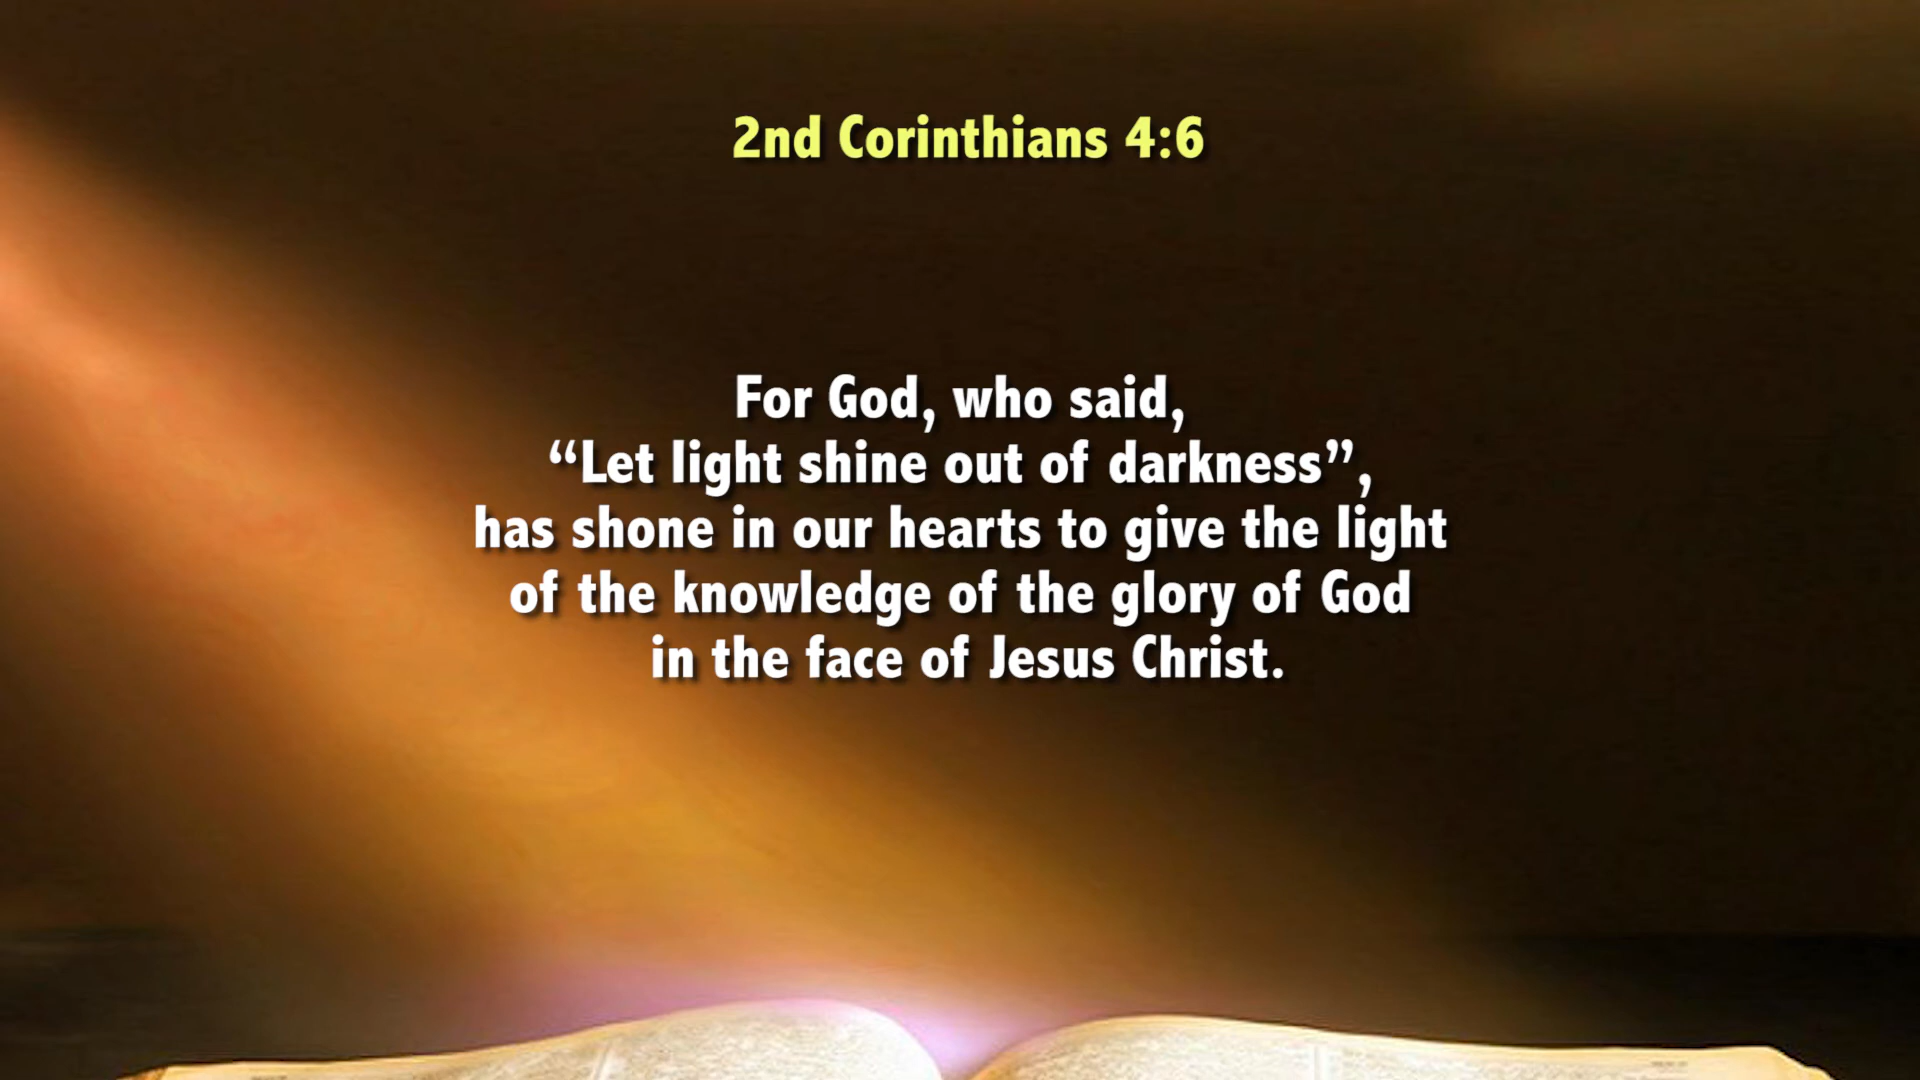 2nd Corinthians 4:6
For God, who said,
“Let light shine out of darkness”,
has shone in our hearts to give the light
of the knowledge of the glory of God
in the face of Jesus Christ.